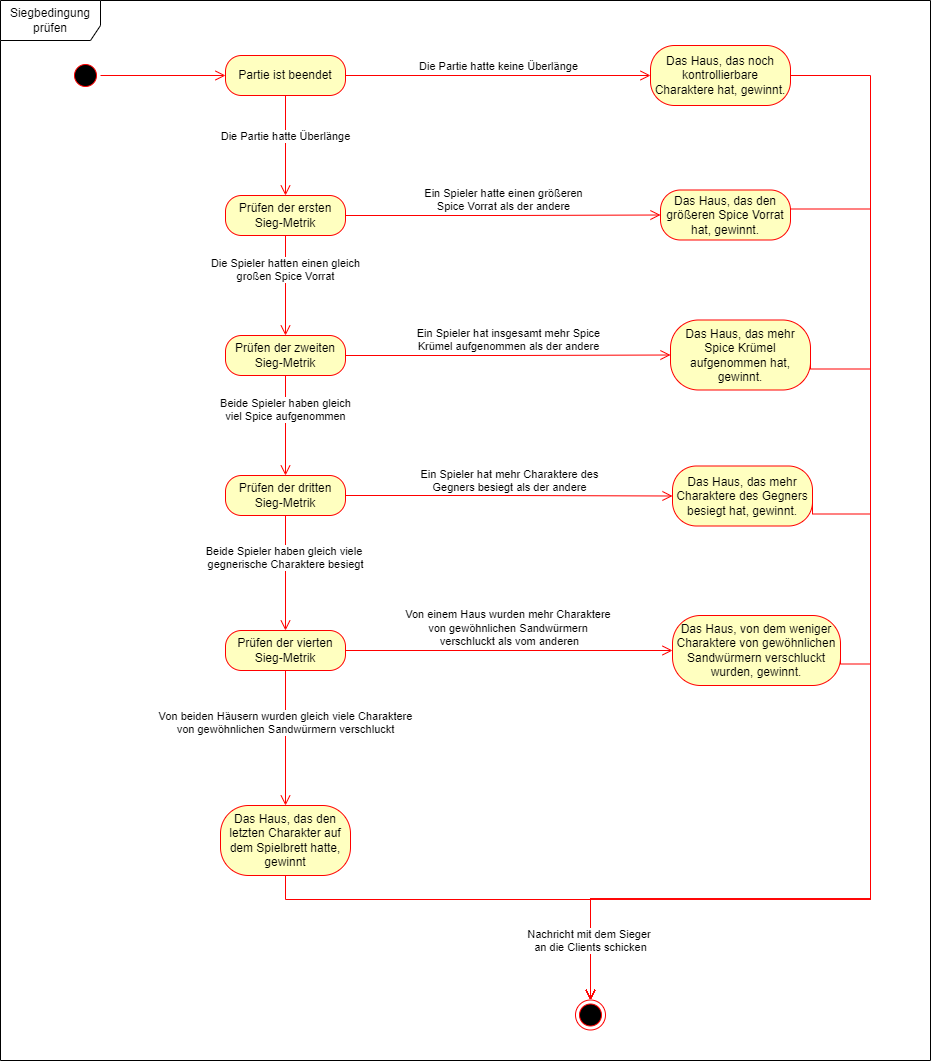 Siegbedingung
prüfen
Partie ist beendet
Die Partie hatte keine Überlänge
Das Haus, das noch
kontrollierbare
Charaktere hat, gewinnt.
Die Partie hatte Überlänge
Prüfen der ersten
Sieg-Metrik
Ein Spieler hatte einen größeren
Spice Vorrat als der andere
Das Haus, das den
größeren Spice Vorrat
hat, gewinnt.
Die Spieler hatten einen gleich
großen Spice Vorrat
Prüfen der zweiten
Sieg-Metrik
Ein Spieler hat insgesamt mehr Spice
Krümel aufgenommen als der andere
Das Haus, das mehr
Spice Krümel
aufgenommen hat,
gewinnt.
Beide Spieler haben gleich
viel Spice aufgenommen
Prüfen der dritten
Sieg-Metrik
Ein Spieler hat mehr Charaktere des
Gegners besiegt als der andere
Das Haus, das mehr
Charaktere des Gegners
besiegt hat, gewinnt.
Beide Spieler haben gleich viele
gegnerische Charaktere besiegt
Prüfen der vierten
Sieg-Metrik
Von einem Haus wurden mehr Charaktere
von gewöhnlichen Sandwürmern
verschluckt als vom anderen
Das Haus, von dem weniger
Charaktere von gewöhnlichen
Sandwürmern verschluckt
wurden, gewinnt.
Von beiden Häusern wurden gleich viele Charaktere
von gewöhnlichen Sandwürmern verschluckt
Das Haus, das den
letzten Charakter auf
dem Spielbrett hatte,
gewinnt
Nachricht mit dem Sieger
an die Clients schicken